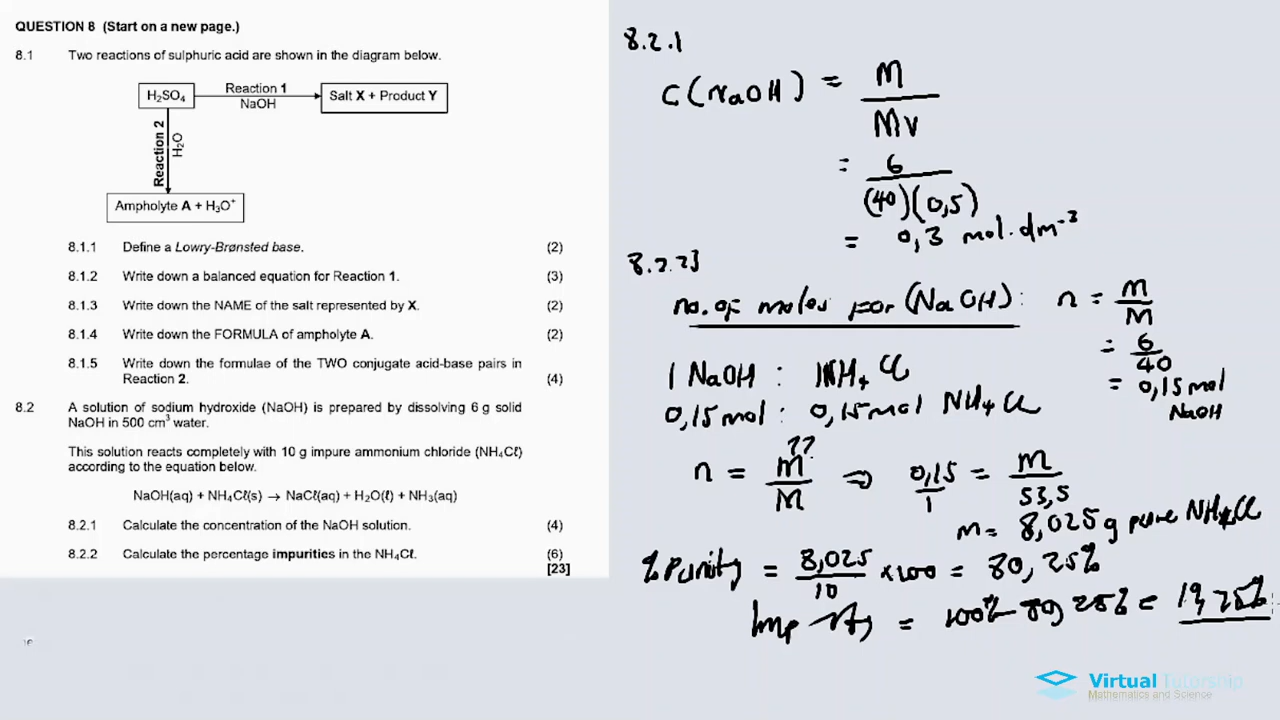 QUESTION 8 (Start on a new page.)
8.1 Two reactions of sulphuric acid are shown in the diagram below.
H₂SO₄
Reaction 1
NaOH
Salt X + Product Y
Reaction 2
H₂O
Ampholyte A + H₃O⁺
8.1.1 Define a Lowry-Brønsted base. (2)
8.1.2 Write down a balanced equation for Reaction 1. (3)
8.1.3 Write down the NAME of the salt represented by X. (2)
8.1.4 Write down the FORMULA of ampholyte A. (2)
8.1.5 Write down the formulae of the TWO conjugate acid-base pairs in
Reaction 2. (4)
8.2 A solution of sodium hydroxide (NaOH) is prepared by dissolving 6 g solid
NaOH in 500 cm³ water.
This solution reacts completely with 10 g impure ammonium chloride (NH₄Cℓ)
according to the equation below.
NaOH(aq) + NH₄Cℓ(s) → NaCℓ(aq) + H₂O(ℓ) + NH₃(aq)
8.2.1 Calculate the concentration of the NaOH solution. (4)
8.2.2 Calculate the percentage impurities in the NH₄Cℓ. (6)
[23]
8.2.1
C(NaOH) = m
MV
= 6
(40)(0,5)
= 0,3 mol.dm⁻³
8.2.2]
no. of moles for (NaOH) : n = m
M
= 6
40
= 0,15 mol
NaOH
1 NaOH : 1NH₄Cl
0,15 mol : 0,15 mol NH₄Cl
??
n = m ⇒ 0,15 = m
M 1 53,5
m = 8,025 g pure NH₄Cl
% Purity = 8,025 × 100 = 80,25%
10
= 100% - 80,25% = 19,75%
Virtual Tutorship
Mathematics and Science